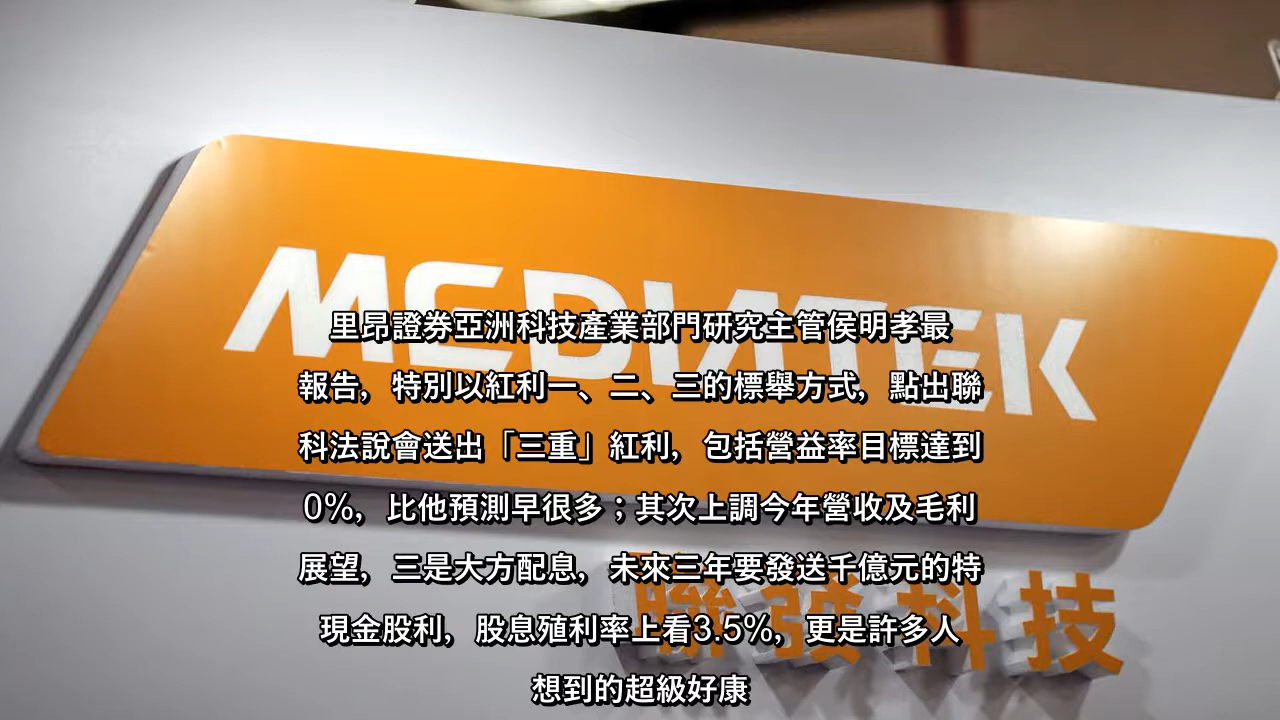 MEDIATEK
里昂證券亞洲科技產業部門研究主管侯明孝最
報告，特別以紅利一、二、三的標舉方式，點出聯
科法說會送出「三重」紅利，包括營益率目標達到
0%，比他預測早很多；其次上調今年營收及毛利
展望，三是大方配息，未來三年要發送千億元的特
聯發科技
現金股利，股息殖利率上看3.5%，更是許多人
想到的超級好康